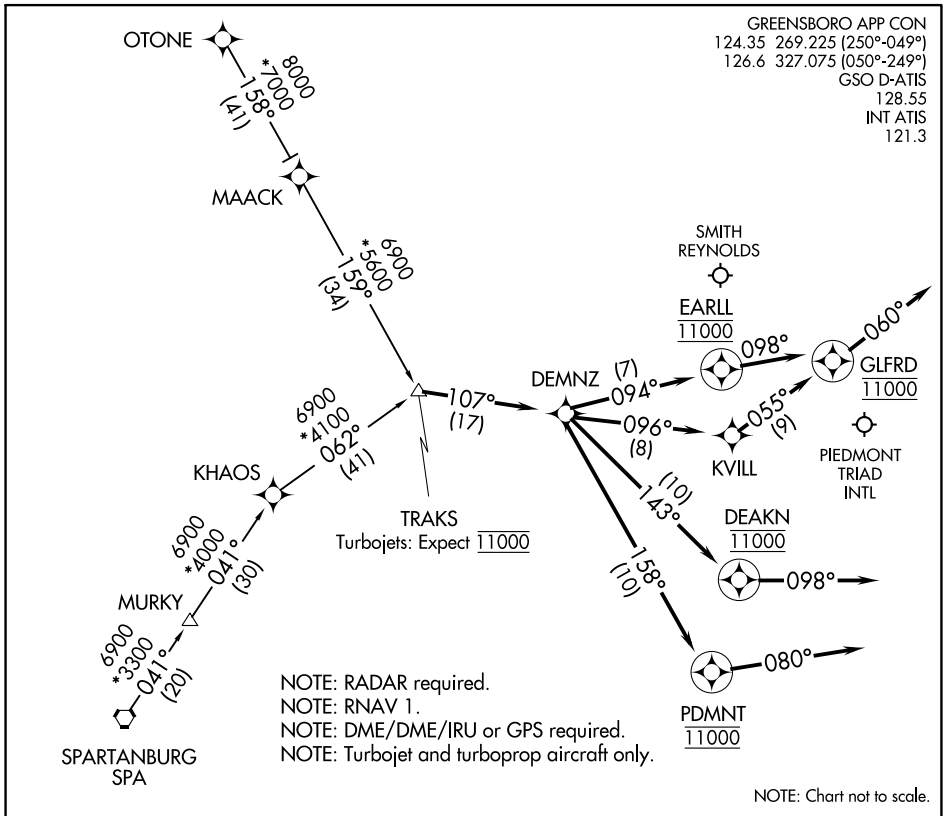 GREENSBORO APP CON
124.35 269.225 (250°-049°)
126.6 327.075 (050°-249°)
GSO D-ATIS
128.55
INT ATIS
121.3
OTONE
8000
*7000
158°
(41)
MAACK
6900
*5600
159°
(34)
SMITH
REYNOLDS
EARLL
11000
098°
060°
GLFRD
11000
DEMNZ
(7)
094°
107°
(17)
096°
(8)
KVILL
055°
(9)
PIEDMONT
TRIAD
INTL
6900
*4100
062°
(41)
KHAOS
TRAKS
Turbojets: Expect 11000
(10)
143°
DEAKN
11000
098°
158°
(10)
6900
*4000
041°
(30)
MURKY
6900
*3300
041°
(20)
SPARTANBURG
SPA
080°
PDMNT
11000
NOTE: RADAR required.
NOTE: RNAV 1.
NOTE: DME/DME/IRU or GPS required.
NOTE: Turbojet and turboprop aircraft only.
NOTE: Chart not to scale.